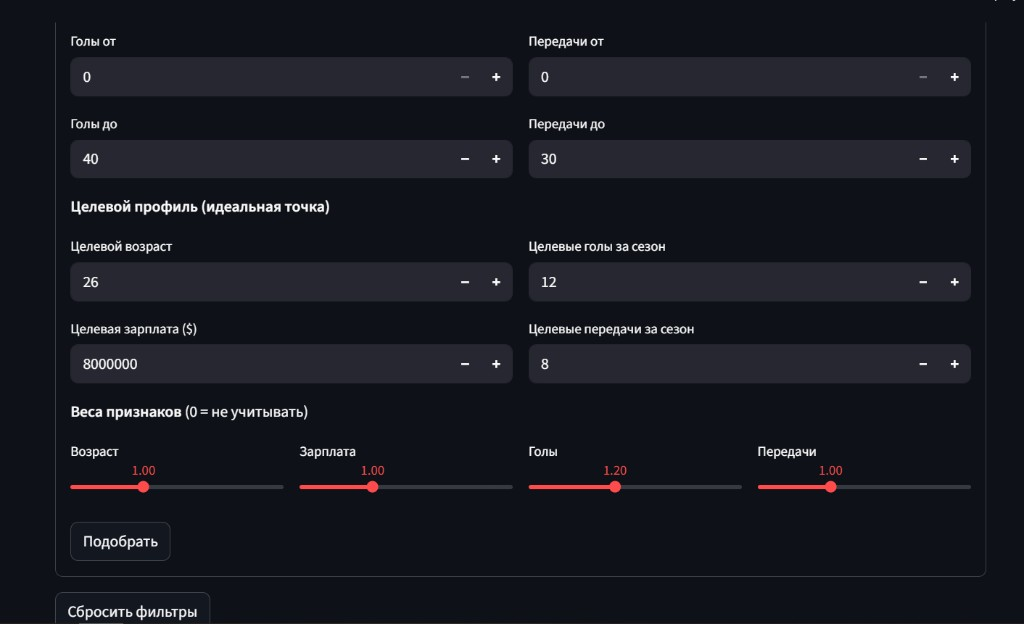 Голы от
Передачи от
0 − +
0 − +
Голы до
Передачи до
40 − +
30 − +
Целевой профиль (идеальная точка)
Целевой возраст
Целевые голы за сезон
26 − +
12 − +
Целевая зарплата ($)
Целевые передачи за сезон
8000000 − +
8 − +
Веса признаков (0 = не учитывать)
Возраст
Зарплата
Голы
Передачи
1.00
1.00
1.20
1.00
Подобрать
Сбросить фильтры